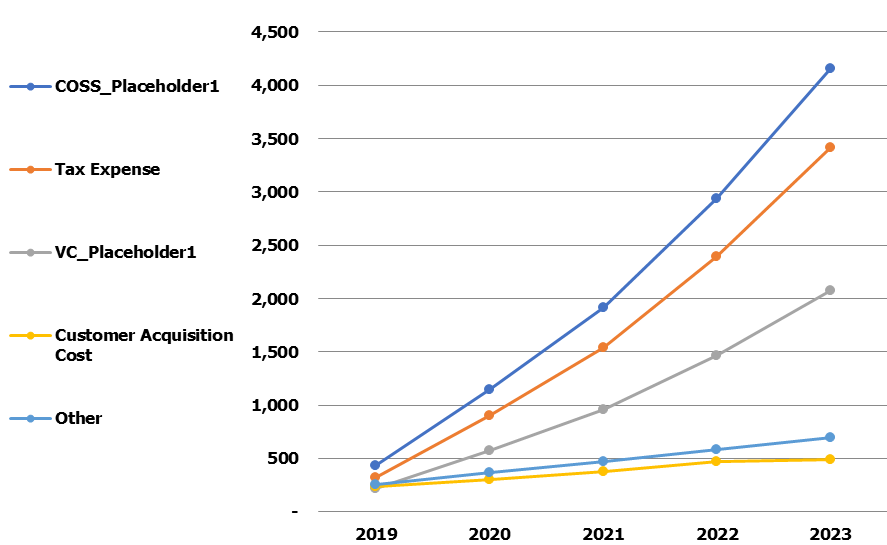 COSS_Placeholder1
Tax Expense
VC_Placeholder1
Customer Acquisition
Cost
Other
4,500
4,000
3,500
3,000
2,500
2,000
1,500
1,000
500
-
2019 2020 2021 2022 2023